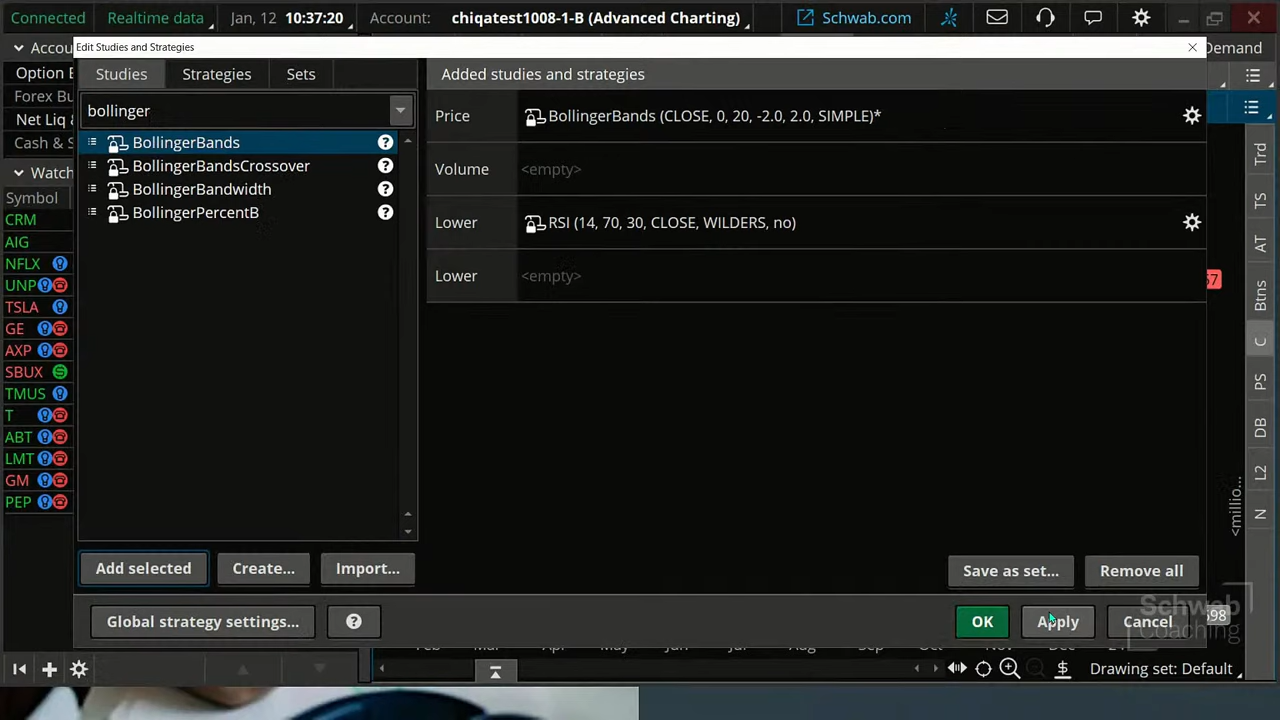 Connected
Realtime data
Jan, 12 10:37:20
Account: chiqatest1008-1-B (Advanced Charting)
Schwab.com
Edit Studies and Strategies
Accou
Option E
Forex Bu
Net Liq &
Cash & S
Watch
Symbol
CRM
AIG
NFLX
UNP
TSLA
GE
AXP
SBUX
TMUS
T
ABT
LMT
GM
PEP
Studies
Strategies
Sets
bollinger
BollingerBands
BollingerBandsCrossover
BollingerBandwidth
BollingerPercentB
Added studies and strategies
Price BollingerBands (CLOSE, 0, 20, -2.0, 2.0, SIMPLE)*
Volume <empty>
Lower RSI (14, 70, 30, CLOSE, WILDERS, no)
Lower <empty>
Add selected
Create...
Import...
Save as set...
Remove all
Global strategy settings...
?
OK
Apply
Cancel
Schwab
Coaching
Demand
57
598
<millio...
Trd
TS
AT
Btns
C
PS
DB
L2
N
Drawing set: Default